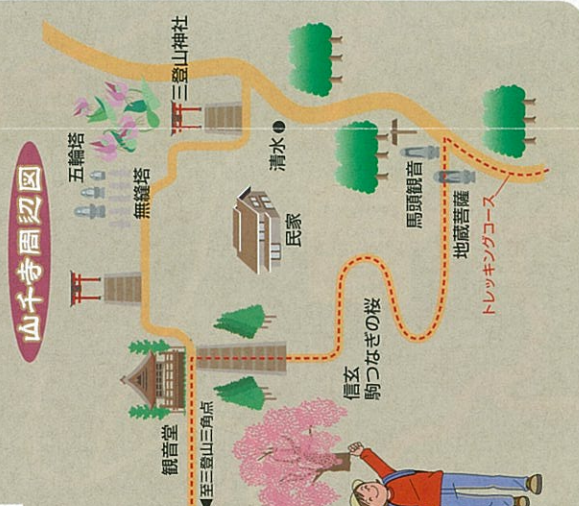 山千寺周辺図
三登山神社
五輪塔
無縫塔
清水
馬頭観音
地蔵菩薩
トレッキングコース
民家
信玄
駒つなぎの桜
観音堂
至三登山三角点